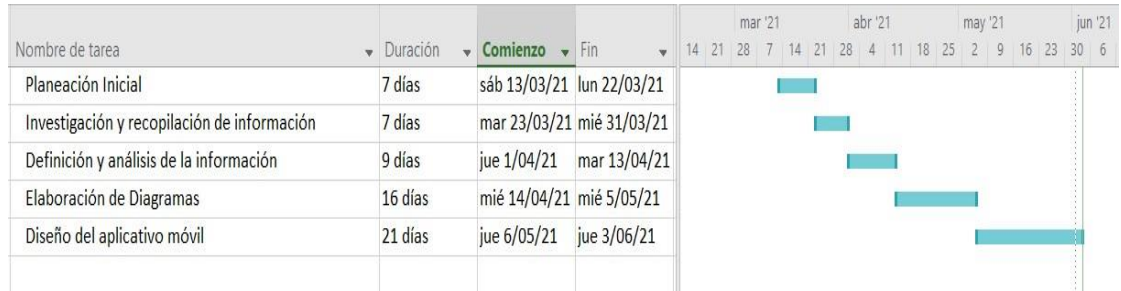 mar '21 abr '21 may '21 jun '21
Nombre de tarea Duración Comienzo Fin 14 21 28 7 14 21 28 4 11 18 25 2 9 16 23 30 6
Planeación Inicial 7 días sáb 13/03/21 lun 22/03/21
Investigación y recopilación de información 7 días mar 23/03/21 mié 31/03/21
Definición y análisis de la información 9 días jue 1/04/21 mar 13/04/21
Elaboración de Diagramas 16 días mié 14/04/21 mié 5/05/21
Diseño del aplicativo móvil 21 días jue 6/05/21 jue 3/06/21